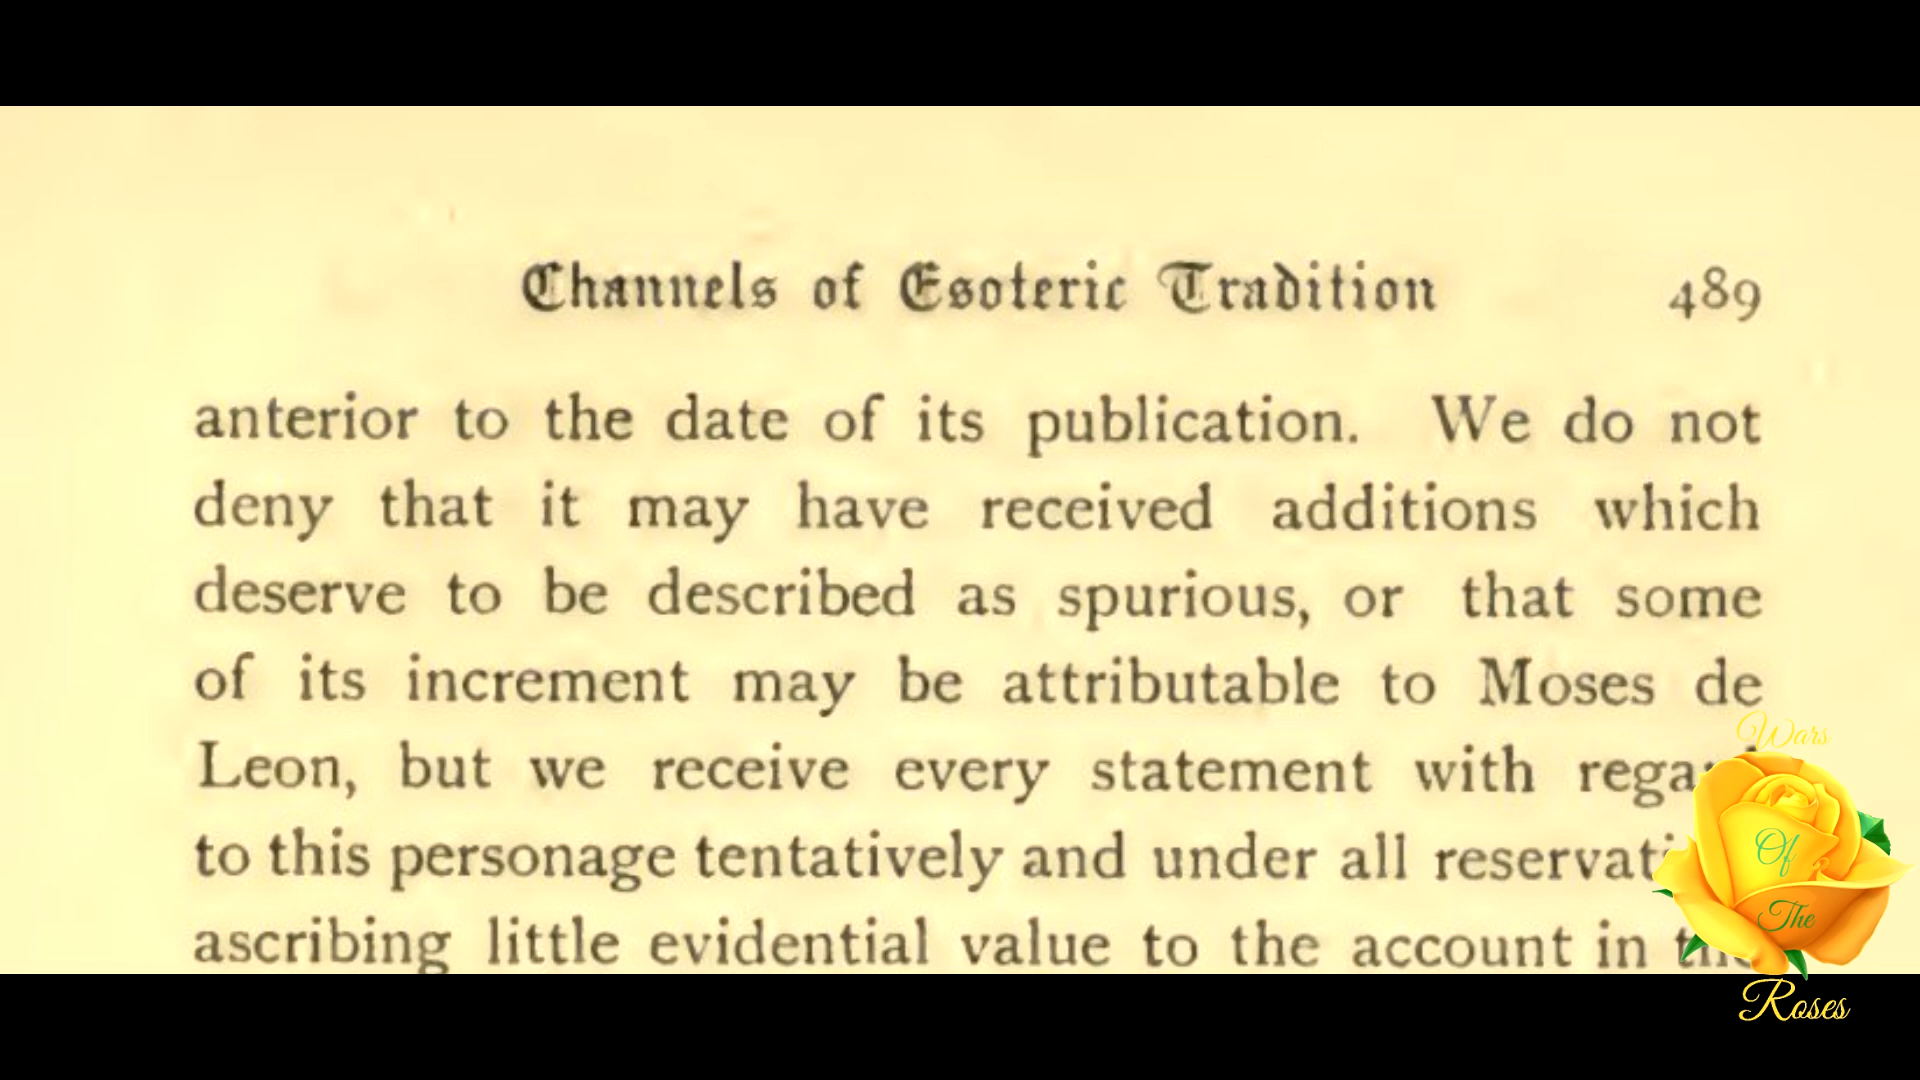 Channels of Esoteric Tradition 489
anterior to the date of its publication. We do not
deny that it may have received additions which
deserve to be described as spurious, or that some
of its increment may be attributable to Moses de
Leon, but we receive every statement with
to this personage tentatively and under all
ascribing little evidential value to the account in
Wars
Of
The
Roses